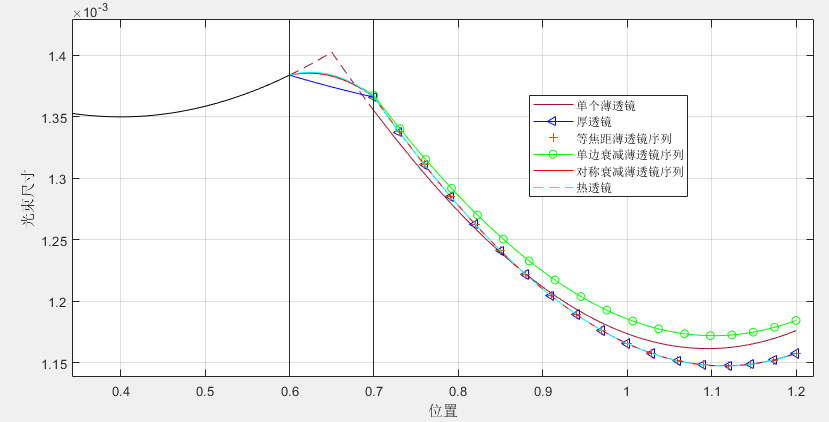 ×10⁻³
1.4
1.35
1.3
1.25
1.2
1.15
光束尺寸
单个薄透镜
厚透镜
等焦距薄透镜序列
单边衰减薄透镜序列
对称衰减薄透镜序列
热透镜
0.4 0.5 0.6 0.7 0.8 0.9 1 1.1 1.2
位置